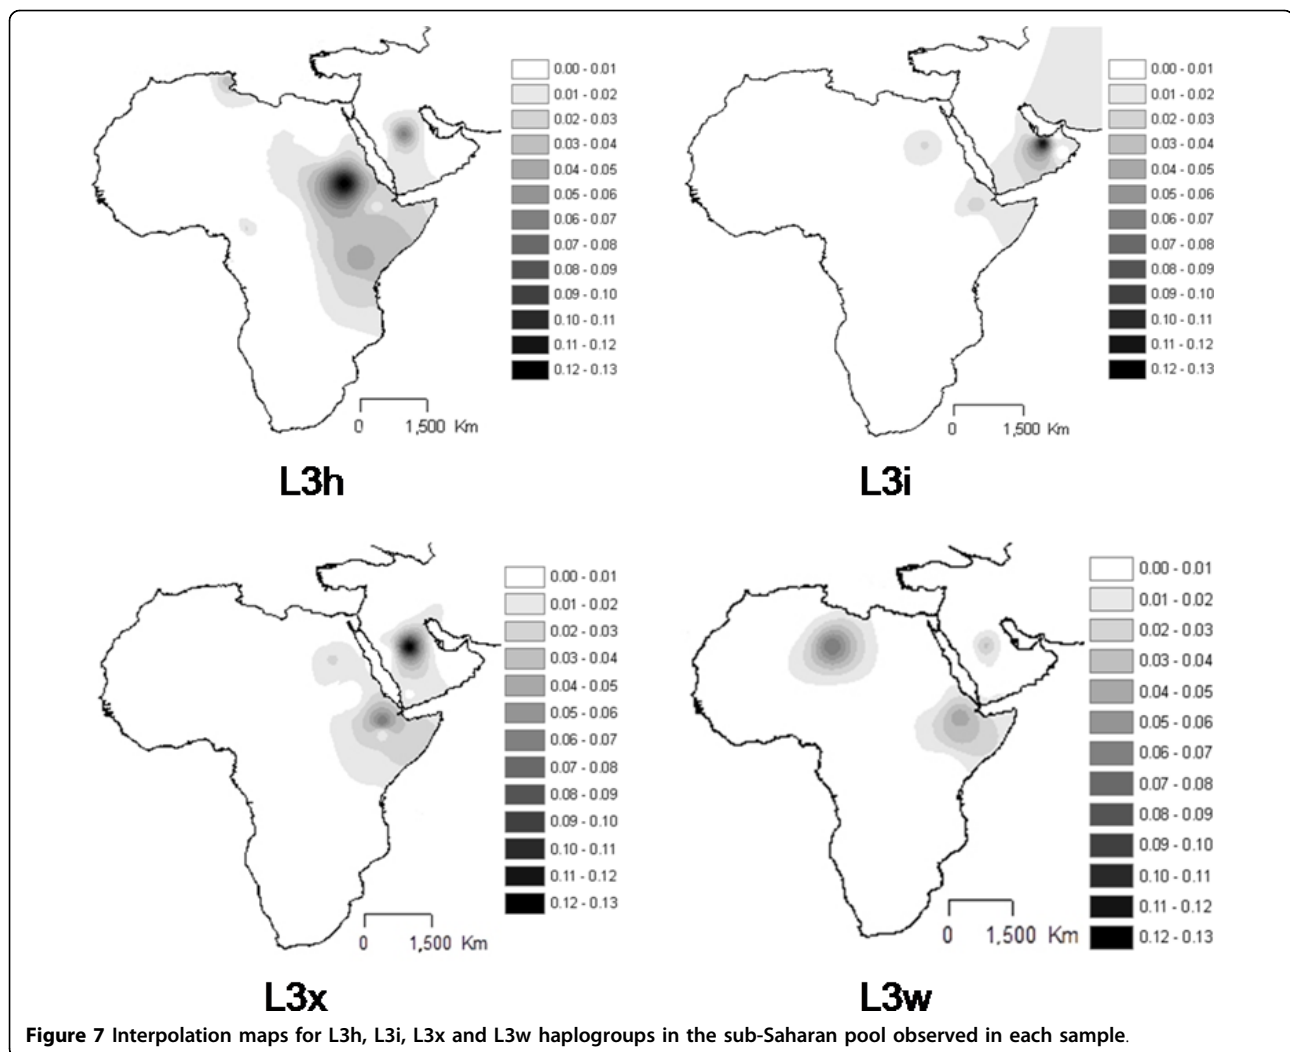 0.00 - 0.01
0.01 - 0.02
0.02 - 0.03
0.03 - 0.04
0.04 - 0.05
0.05 - 0.06
0.06 - 0.07
0.07 - 0.08
0.08 - 0.09
0.09 - 0.10
0.10 - 0.11
0.11 - 0.12
0.12 - 0.13
0 1,500 Km
L3h
0.00 - 0.01
0.01 - 0.02
0.02 - 0.03
0.03 - 0.04
0.04 - 0.05
0.05 - 0.06
0.06 - 0.07
0.07 - 0.08
0.08 - 0.09
0.09 - 0.10
0.10 - 0.11
0.11 - 0.12
0.12 - 0.13
0 1,500 Km
L3i
0.00 - 0.01
0.01 - 0.02
0.02 - 0.03
0.03 - 0.04
0.04 - 0.05
0.05 - 0.06
0.06 - 0.07
0.07 - 0.08
0.08 - 0.09
0.09 - 0.10
0.10 - 0.11
0.11 - 0.12
0.12 - 0.13
0 1,500 Km
L3x
0.00 - 0.01
0.01 - 0.02
0.02 - 0.03
0.03 - 0.04
0.04 - 0.05
0.05 - 0.06
0.06 - 0.07
0.07 - 0.08
0.08 - 0.09
0.09 - 0.10
0.10 - 0.11
0.11 - 0.12
0.12 - 0.13
0 1,500 Km
L3w
Figure 7 Interpolation maps for L3h, L3i, L3x and L3w haplogroups in the sub-Saharan pool observed in each sample.